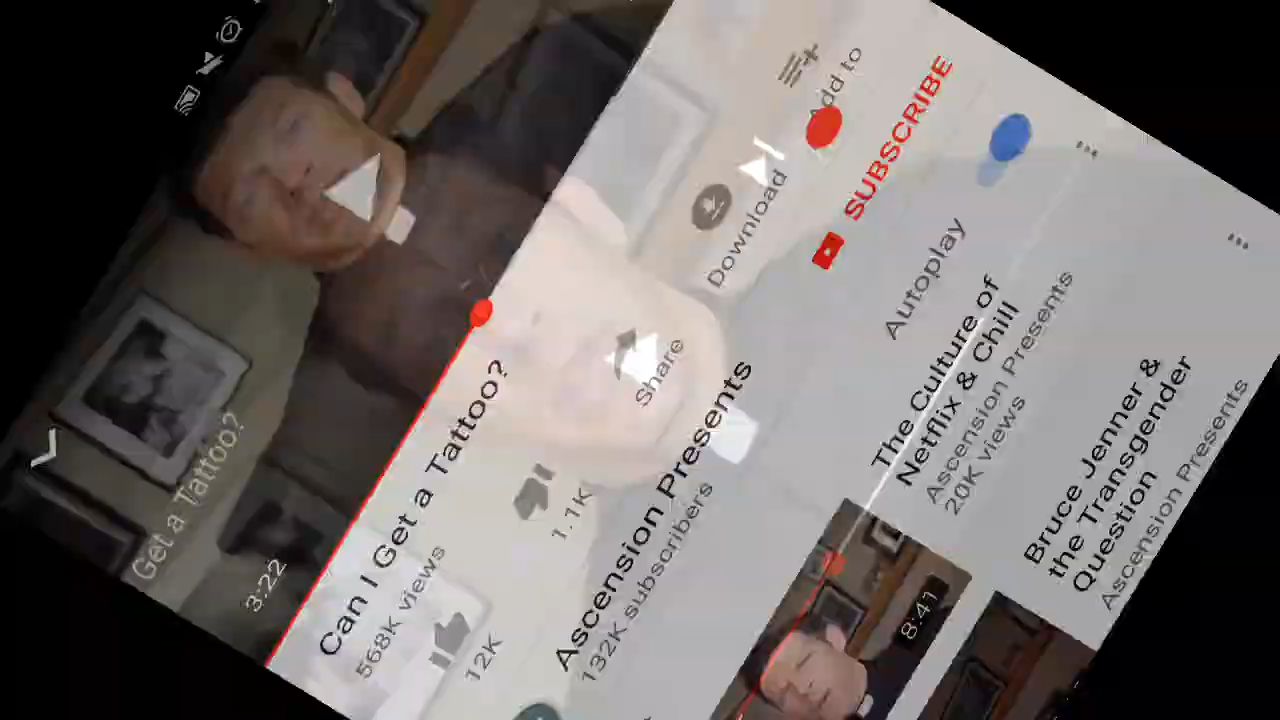 Get a Tattoo?
3:22
Can I Get a Tattoo?
568K views
12K
1.1K
Share
Download
Add to
Ascension Presents
132K subscribers
SUBSCRIBE
Autoplay
The Culture of
Netflix & Chill
Ascension Presents
20K views
8:41
Bruce Jenner &
the Transgender
Question
Ascension Presents